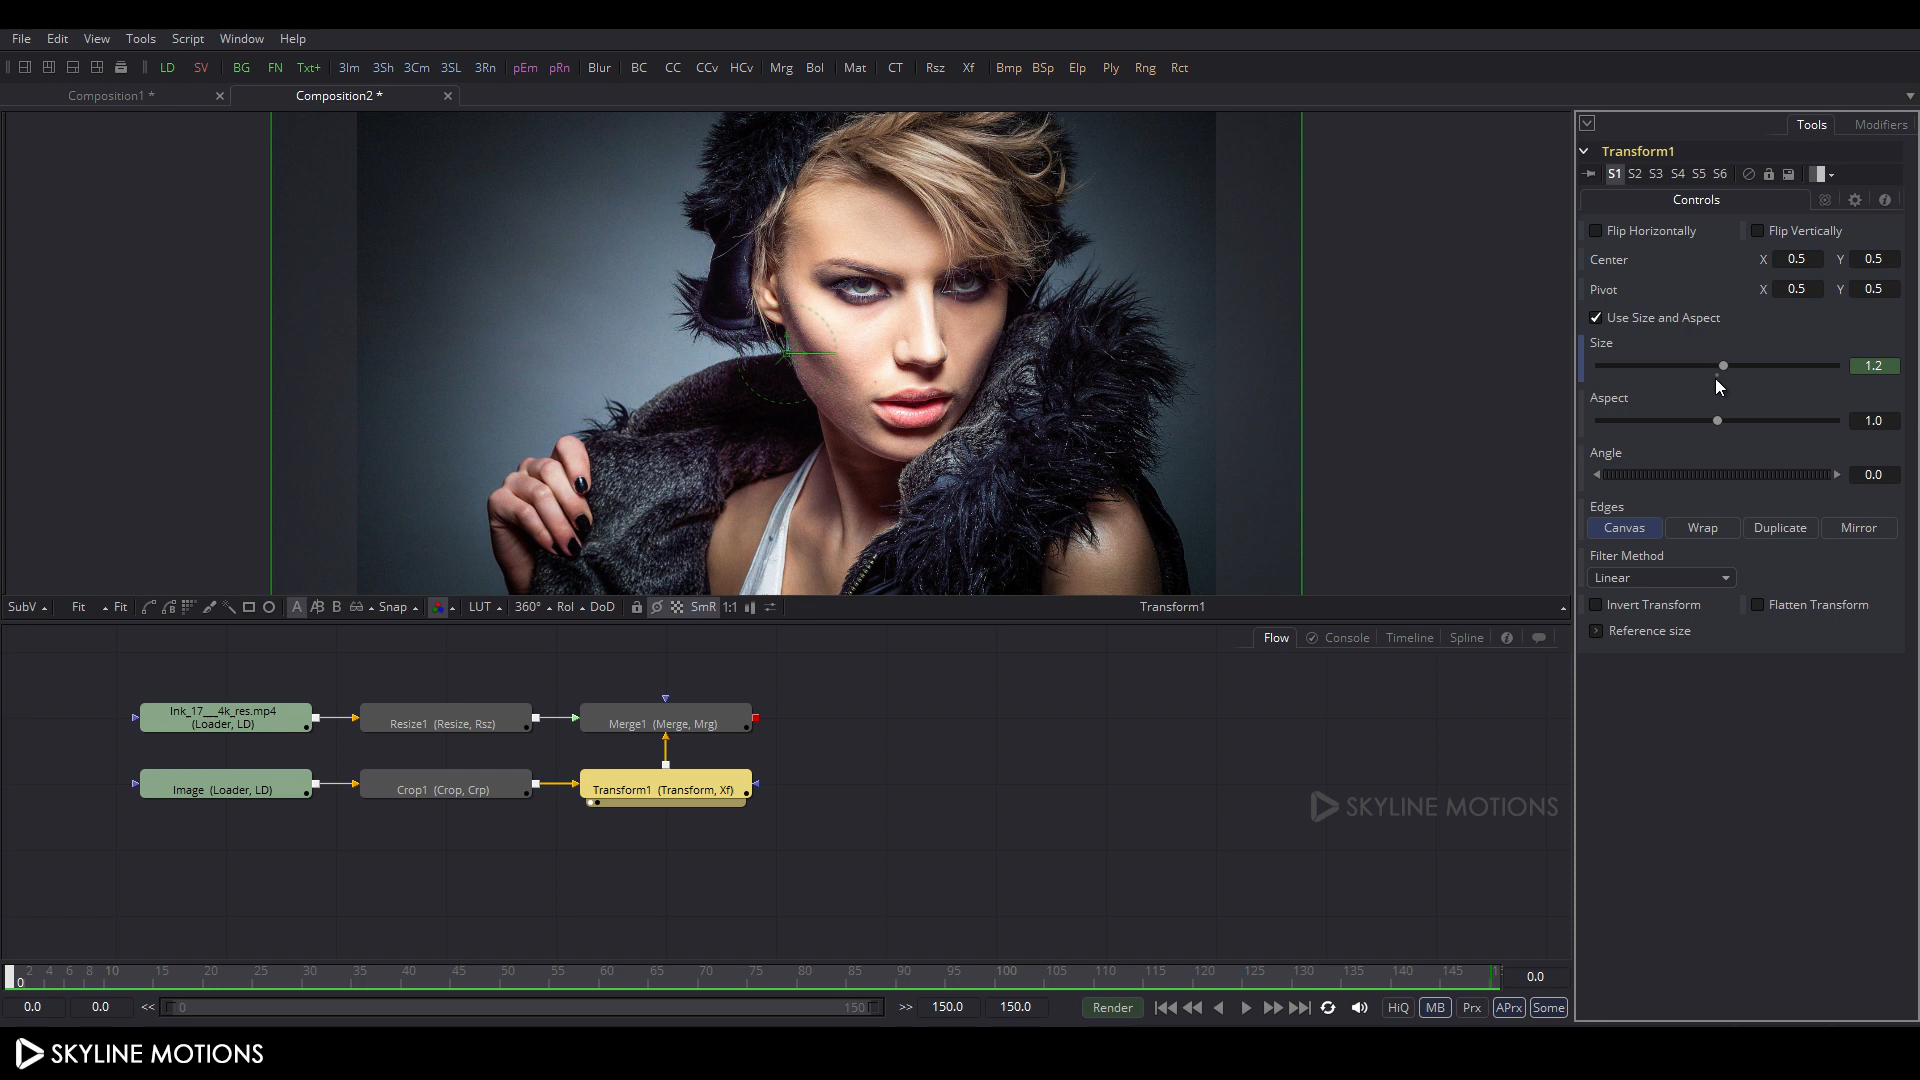 File Edit View Tools Script Window Help
LD SV BG FN Txt+ 3Im 3Sh 3Cm 3SL 3Rn pEm pRn Blur BC CC CCv HCv Mrg Bol Mat CT Rsz Xf Bmp BSp Elp Ply Rng Rct
Composition1 * Composition2 *
Tools Modifiers
Transform1
S1 S2 S3 S4 S5 S6
Controls
Flip Horizontally Flip Vertically
Center X 0.5 Y 0.5
Pivot X 0.5 Y 0.5
Use Size and Aspect
Size
1.2
Aspect
1.0
Angle
0.0
Edges
Canvas Wrap Duplicate Mirror
Filter Method
Linear
Invert Transform Flatten Transform
Reference size
SubV Fit Fit A AB B Snap LUT 360° RoI DoD SmR 1:1 Transform1
Flow Console Timeline Spline
Ink_17___4k_res.mp4
(Loader, LD)
Resize1 (Resize, Rsz)
Merge1 (Merge, Mrg)
Image (Loader, LD)
Crop1 (Crop, Crp)
Transform1 (Transform, Xf)
SKYLINE MOTIONS
0 2 4 6 8 10 15 20 25 30 35 40 45 50 55 60 65 70 75 80 85 90 95 100 105 110 115 120 125 130 135 140 145 0.0
0.0 0.0 << 0 150 >> 150.0 150.0 Render HiQ MB Prx APrx Some
SKYLINE MOTIONS